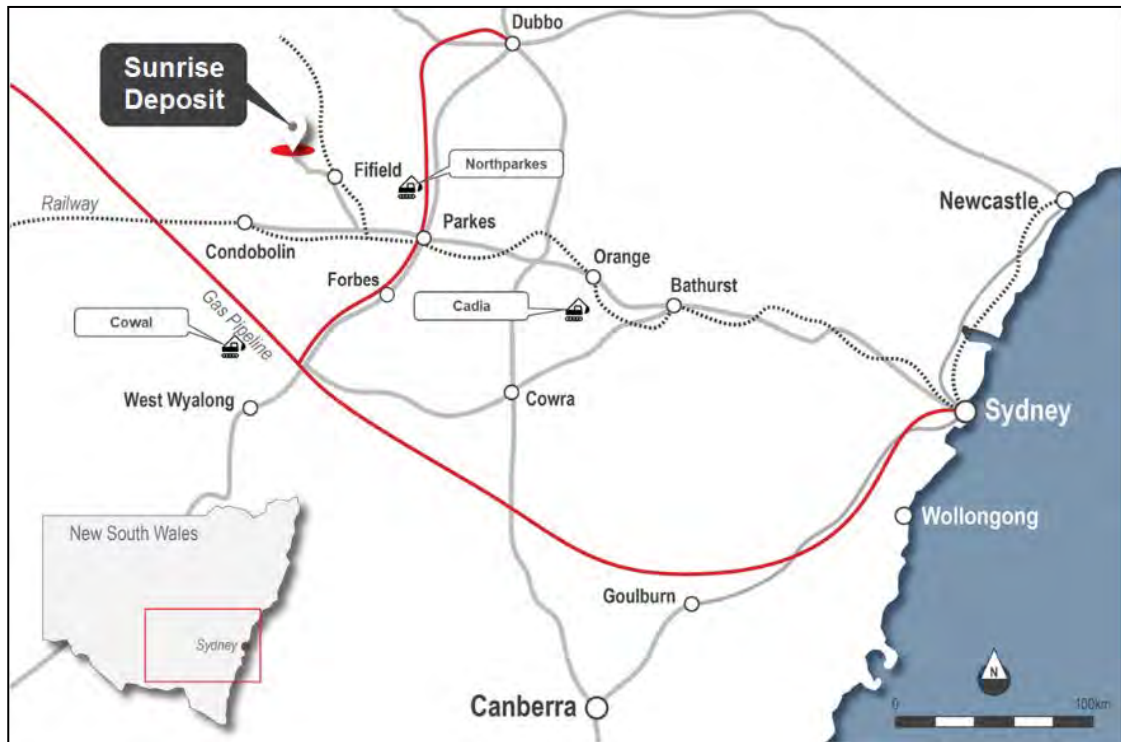 Dubbo
Sunrise
Deposit
Northparkes
Fifield
Newcastle
Railway
Parkes
Condobolin
Orange
Forbes
Bathurst
Cadia
Gas Pipeline
Cowal
West Wyalong
Cowra
Sydney
Wollongong
New South Wales
Goulburn
Sydney
N
Canberra
0
100km